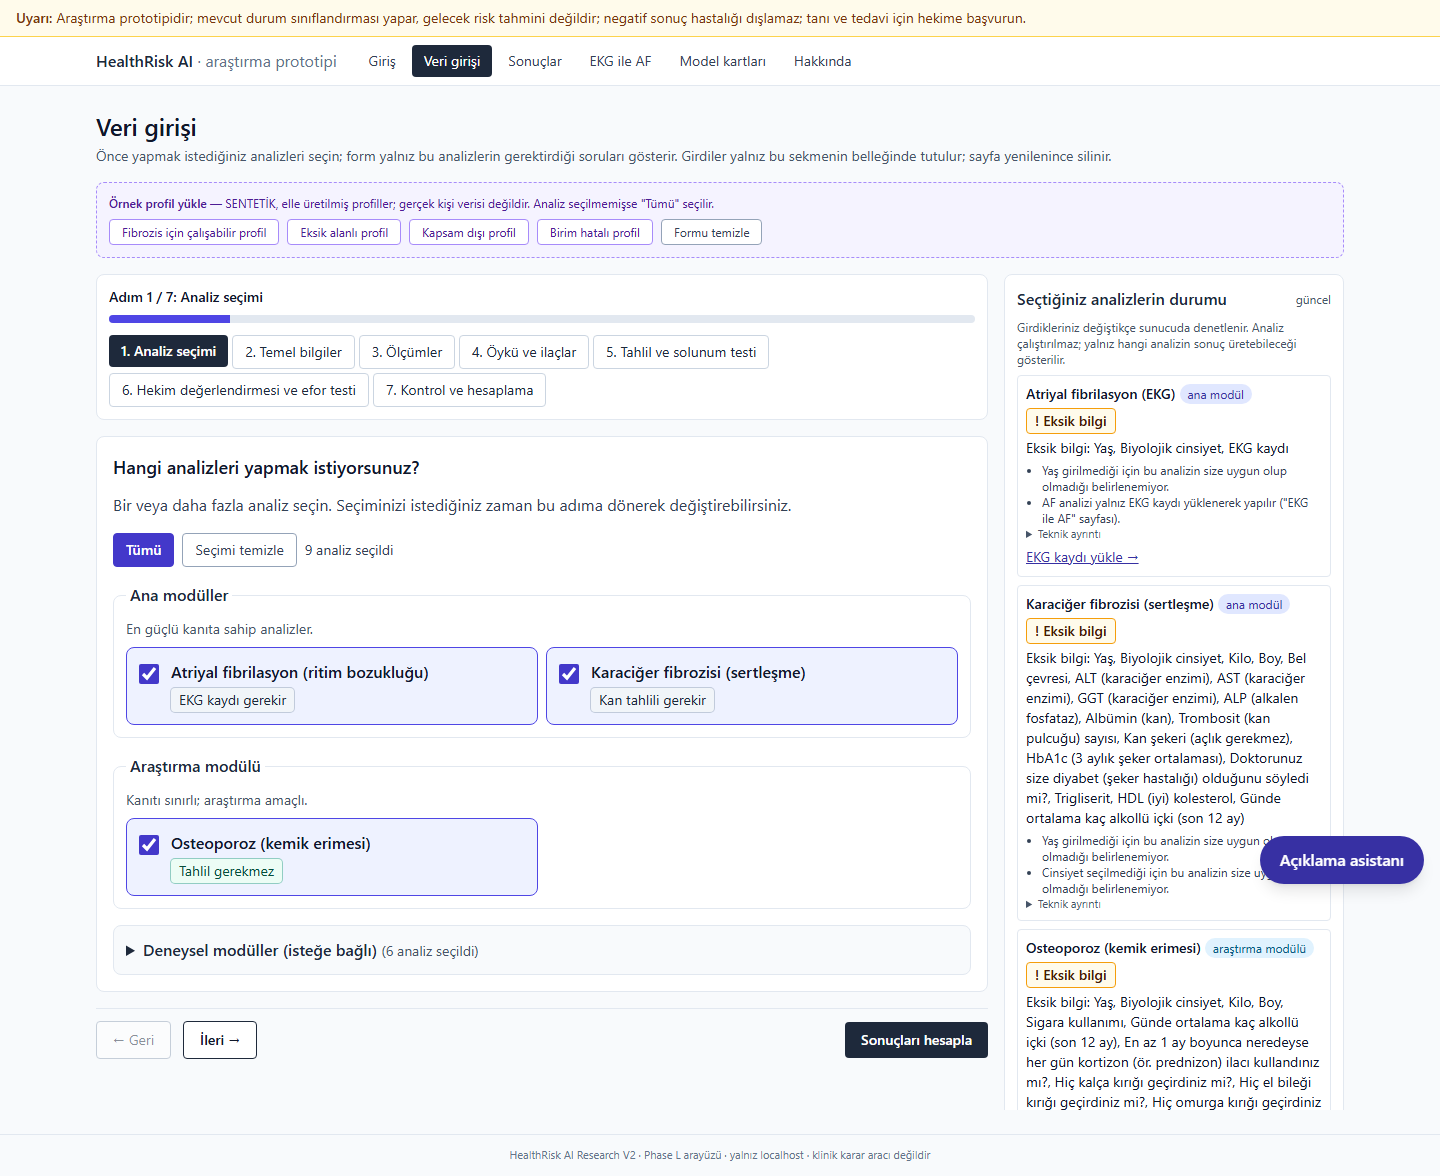 Uyarı: Araştırma prototipidir; mevcut durum sınıflandırması yapar, gelecek risk tahmini değildir; negatif sonuç hastalığı dışlamaz; tanı ve tedavi için hekime başvurun.
HealthRisk AI · araştırma prototipi
Giriş
Veri girişi
Sonuçlar
EKG ile AF
Model kartları
Hakkında
Veri girişi
Önce yapmak istediğiniz analizleri seçin; form yalnız bu analizlerin gerektirdiği soruları gösterir. Girdiler yalnız bu sekmenin belleğinde tutulur; sayfa yenilenince silinir.
Örnek profil yükle — SENTETİK, elle üretilmiş profiller; gerçek kişi verisi değildir. Analiz seçilmemişse "Tümü" seçilir.
Fibrozis için çalışabilir profil
Eksik alanlı profil
Kapsam dışı profil
Birim hatalı profil
Formu temizle
Adım 1 / 7: Analiz seçimi
1. Analiz seçimi
2. Temel bilgiler
3. Ölçümler
4. Öykü ve ilaçlar
5. Tahlil ve solunum testi
6. Hekim değerlendirmesi ve efor testi
7. Kontrol ve hesaplama
Hangi analizleri yapmak istiyorsunuz?
Bir veya daha fazla analiz seçin. Seçiminizi istediğiniz zaman bu adıma dönerek değiştirebilirsiniz.
Tümü
Seçimi temizle
9 analiz seçildi
Ana modüller
En güçlü kanıta sahip analizler.
Atriyal fibrilasyon (ritim bozukluğu)
EKG kaydı gerekir
Karaciğer fibrozisi (sertleşme)
Kan tahlili gerekir
Araştırma modülü
Kanıtı sınırlı; araştırma amaçlı.
Osteoporoz (kemik erimesi)
Tahlil gerekmez
Deneysel modüller (isteğe bağlı) (6 analiz seçildi)
← Geri
İleri →
Sonuçları hesapla
Seçtiğiniz analizlerin durumu
güncel
Girdikleriniz değiştikçe sunucuda denetlenir. Analiz
çalıştırılmaz; yalnız hangi analizin sonuç üretebileceği
gösterilir.
Atriyal fibrilasyon (EKG) ana modül
! Eksik bilgi
Eksik bilgi: Yaş, Biyolojik cinsiyet, EKG kaydı
• Yaş girilmediği için bu analizin size uygun olup
olmadığı belirlenemiyor.
• AF analizi yalnız EKG kaydı yüklenerek yapılır ("EKG
ile AF" sayfası).
Teknik ayrıntı
EKG kaydı yükle →
Karaciğer fibrozisi (sertleşme) ana modül
! Eksik bilgi
Eksik bilgi: Yaş, Biyolojik cinsiyet, Kilo, Boy, Bel
çevresi, ALT (karaciğer enzimi), AST (karaciğer
enzimi), GGT (karaciğer enzimi), ALP (alkalen
fosfataz), Albümin (kan), Trombosit (kan
pulcuğu) sayısı, Kan şekeri (açlık gerekmez),
HbA1c (3 aylık şeker ortalaması), Doktorunuz
size diyabet (şeker hastalığı) olduğunu söyledi
mi?, Trigliserit, HDL (iyi) kolesterol, Günde
ortalama kaç alkollü içki (son 12 ay)
• Yaş girilmediği için bu analizin size uygun
olmadığı belirlenemiyor.
• Cinsiyet seçilmediği için bu analizin size
olmadığı belirlenemiyor.
Teknik ayrıntı
Açıklama asistanı
Osteoporoz (kemik erimesi) araştırma modülü
! Eksik bilgi
Eksik bilgi: Yaş, Biyolojik cinsiyet, Kilo, Boy,
Sigara kullanımı, Günde ortalama kaç alkollü
içki (son 12 ay), En az 1 ay boyunca neredeyse
her gün kortizon (ör. prednizon) ilacı kullandınız
mı?, Hiç kalça kırığı geçirdiniz mi?, Hiç el bileği
kırığı geçirdiniz mi?, Hiç omurga kırığı geçirdiniz
HealthRisk AI Research V2 · Phase L arayüzü · yalnız localhost · klinik karar aracı değildir